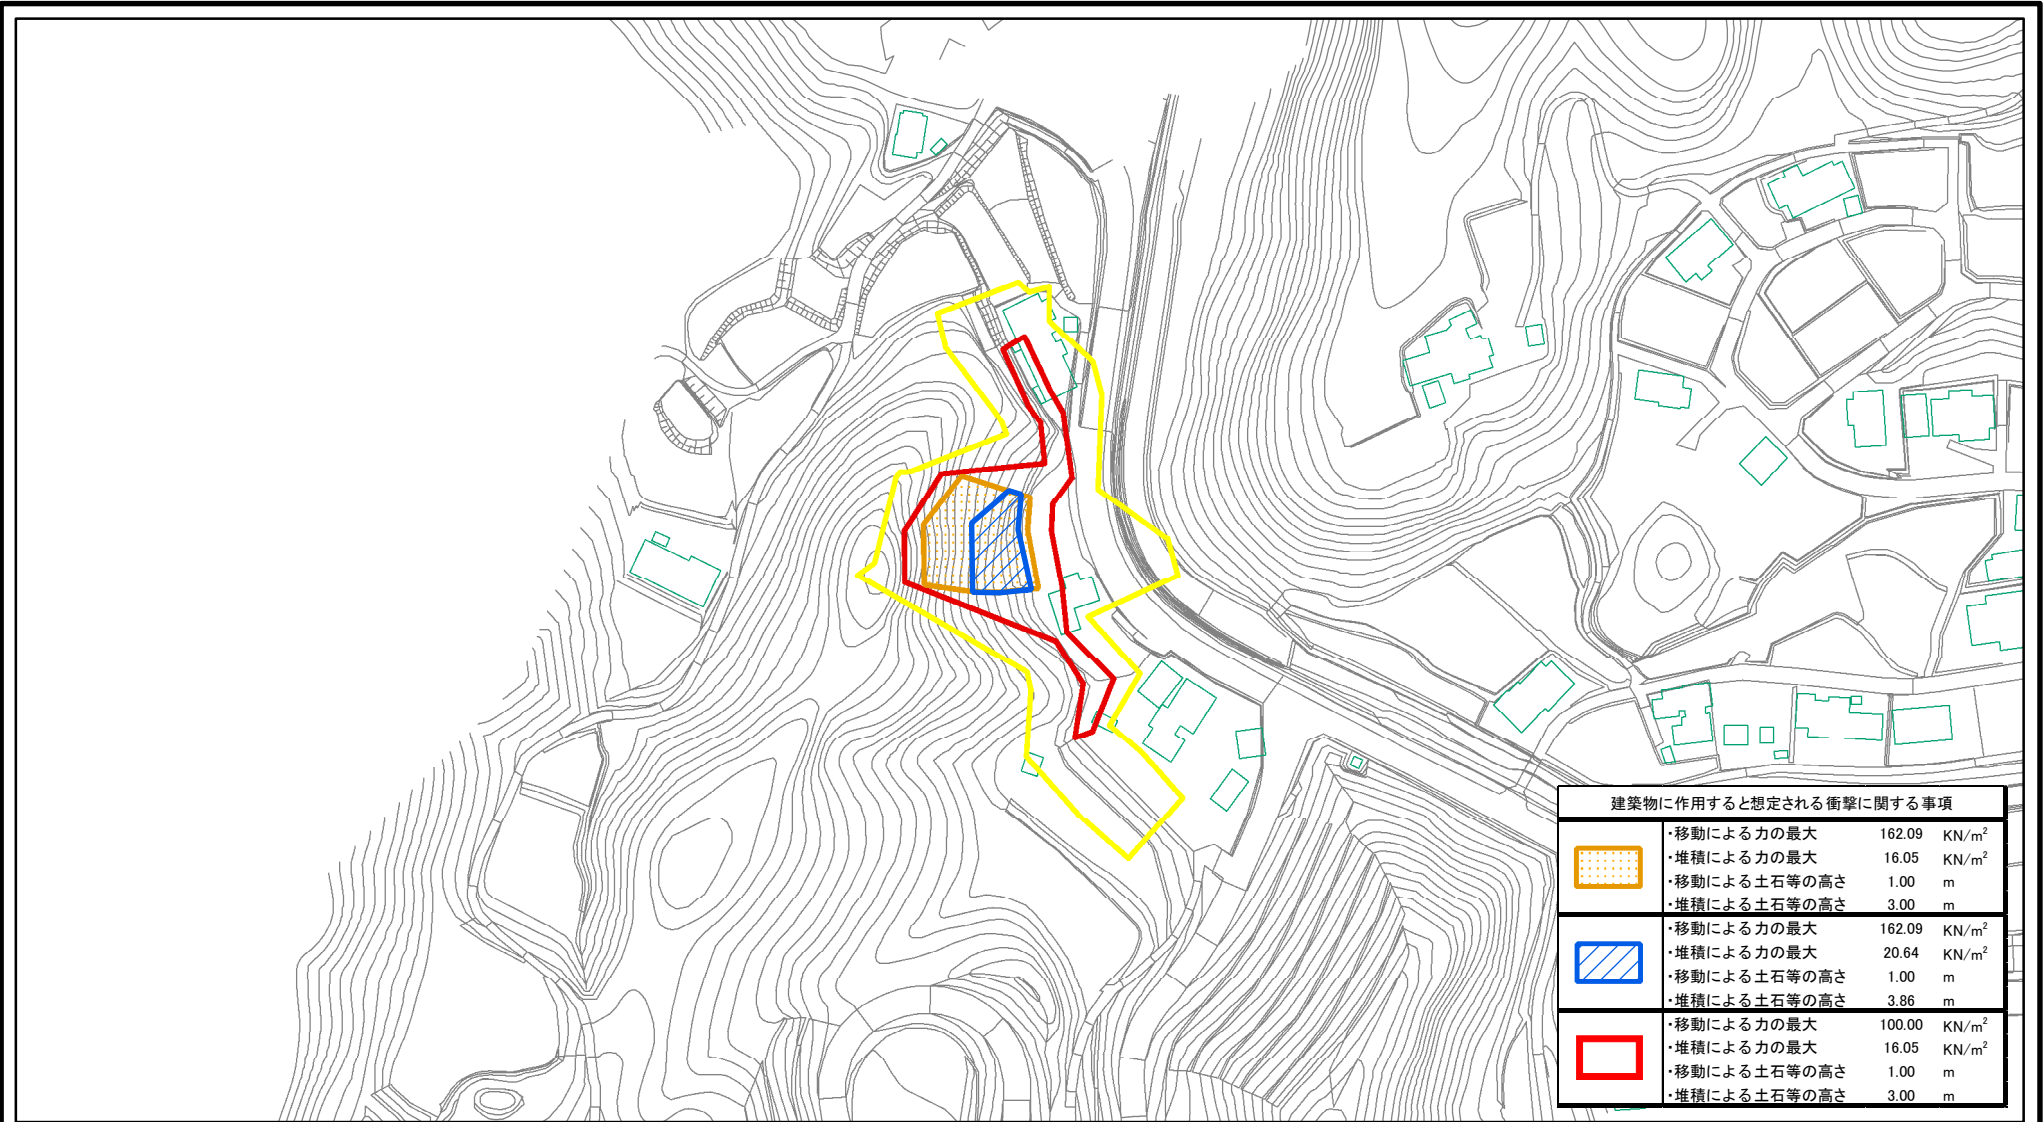 建築物に作用すると想定される衝撃に関する事項
・移動による力の最大 162.09 KN/m²
・堆積による力の最大 16.05 KN/m²
・移動による土石等の高さ 1.00 m
・堆積による土石等の高さ 3.00 m
・移動による力の最大 162.09 KN/m²
・堆積による力の最大 20.64 KN/m²
・移動による土石等の高さ 1.00 m
・堆積による土石等の高さ 3.86 m
・移動による力の最大 100.00 KN/m²
・堆積による力の最大 16.05 KN/m²
・移動による土石等の高さ 1.00 m
・堆積による土石等の高さ 3.00 m